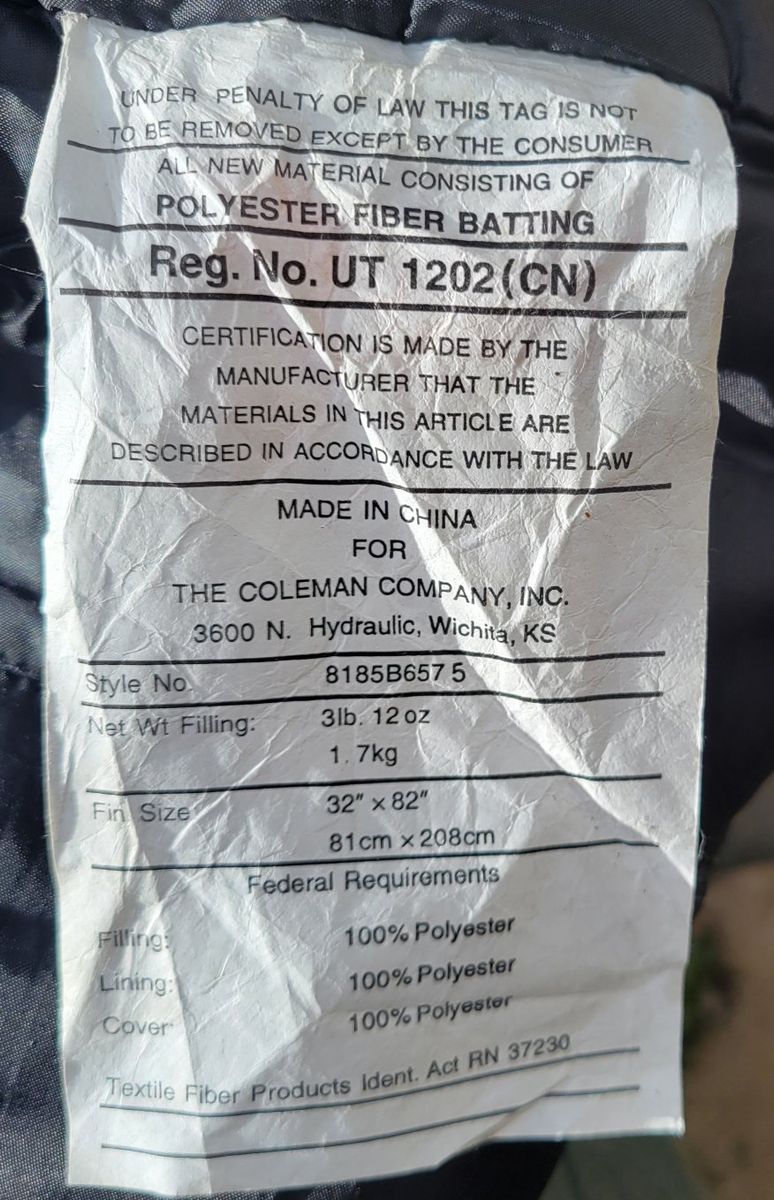 UNDER PENALTY OF LAW THIS TAG IS NOT
TO BE REMOVED EXCEPT BY THE CONSUMER
ALL NEW MATERIAL CONSISTING OF
POLYESTER FIBER BATTING
Reg. No. UT 1202(CN)
CERTIFICATION IS MADE BY THE
MANUFACTURER THAT THE
MATERIALS IN THIS ARTICLE ARE
DESCRIBED IN ACCORDANCE WITH THE LAW
MADE IN CHINA
FOR
THE COLEMAN COMPANY, INC.
3600 N. Hydraulic, Wichita, KS
Style No. 8185B657 5
Net Wt Filling: 3lb. 12 oz
1.7kg
Fin. Size 32" x 82"
81cm x 208cm
Federal Requirements
Filling: 100% Polyester
Lining: 100% Polyester
Cover: 100% Polyester
Textile Fiber Products Ident. Act RN 37230